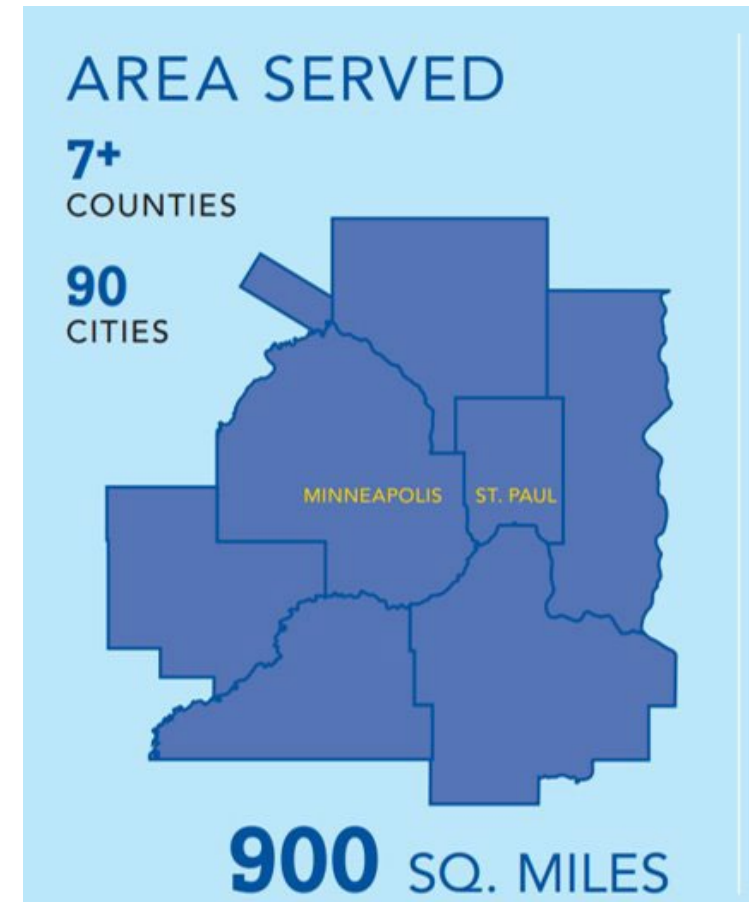 AREA SERVED
7+
COUNTIES
90
CITIES
MINNEAPOLIS
ST. PAUL
900 SQ. MILES